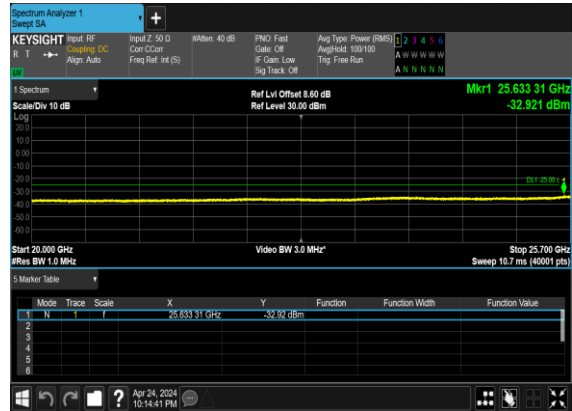 Spectrum Analyzer 1
Swept SA
+
KEYSIGHT Input: RF Input Z: 50 Ω #Atten: 40 dB PNO: Fast Avg Type: Power (RMS) 1 2 3 4 5 6
R T Coupling: DC Corr CCorr Gate: Off Avg|Hold: 100/100 A W W W W W
Align: Auto Freq Ref: Int (S) IF Gain: Low Trig: Free Run
Sig Track: Off A N N N N N
1 Spectrum Ref Lvl Offset 8.60 dB Mkr1 25.633 31 GHz
Scale/Div 10 dB Ref Level 30.00 dBm -32.921 dBm
Log
20.0
10.0
0.00
-10.0
-20.0
-30.0
-40.0
-50.0
-60.0
Start 20.000 GHz Video BW 3.0 MHz* Stop 25.700 GHz
#Res BW 1.0 MHz Sweep 10.7 ms (40001 pts)
5 Marker Table
Mode Trace Scale X Y Function Function Width Function Value
1 N 1 f 25.633 31 GHz -32.92 dBm
2
3
4
5
6
? Apr 24, 2024
10:14:41 PM